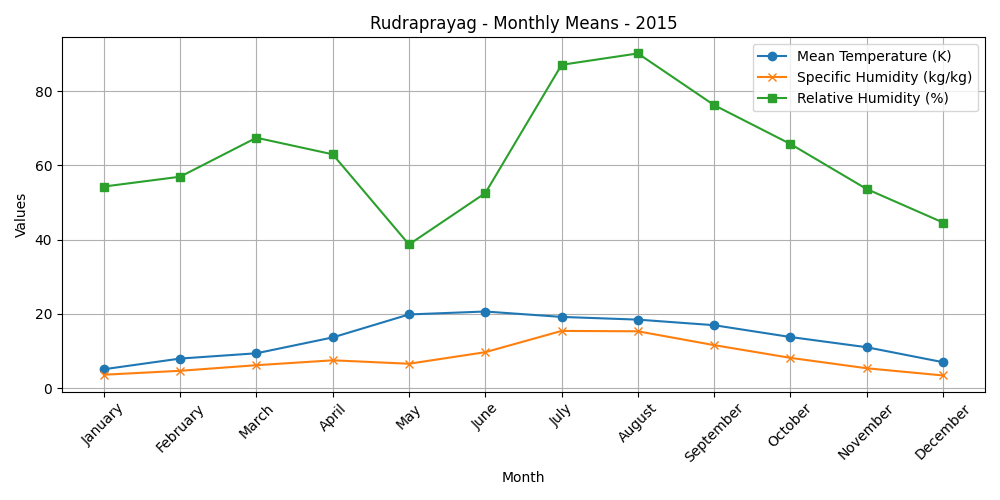 Rudraprayag - Monthly Means - 2015
Mean Temperature (K)
Specific Humidity (kg/kg)
Relative Humidity (%)
Values
80
60
40
20
0
January
February
March
April
May
June
July
August
September
October
November
December
Month